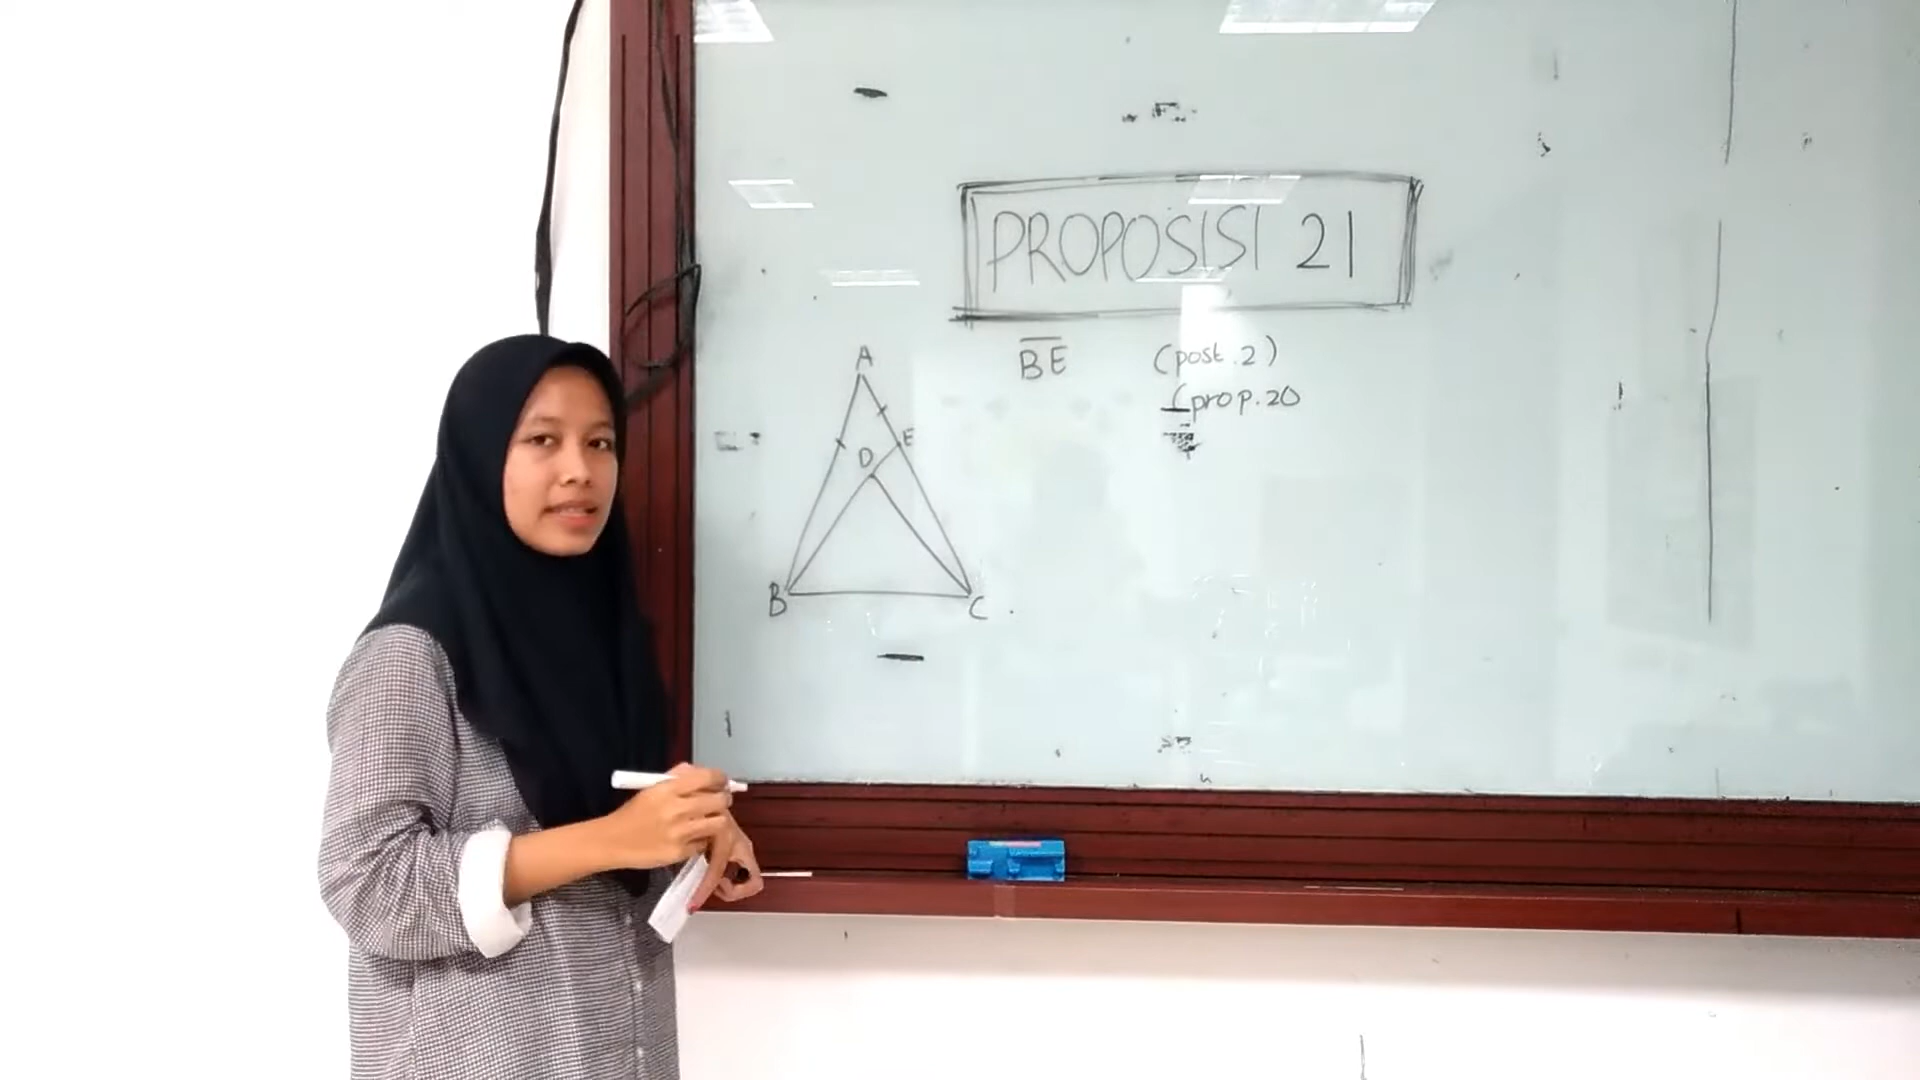 PROPOSISI 21
BE (post.2)
(prop.20
A
E
D
B C